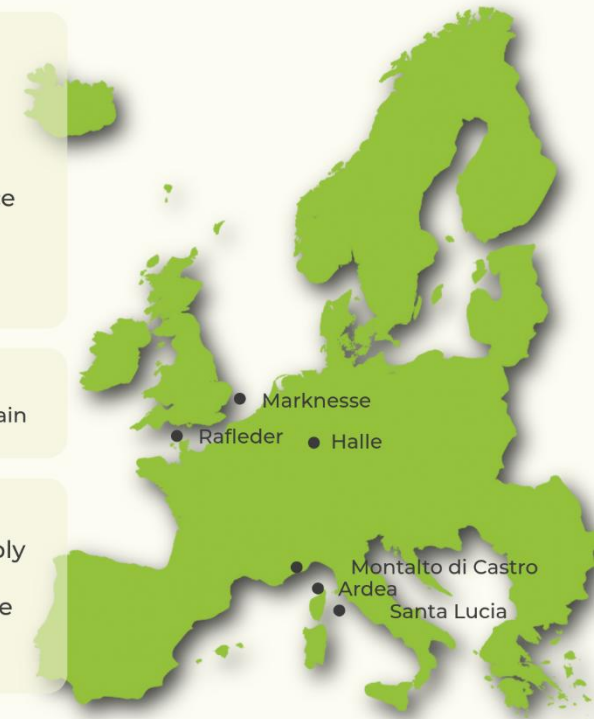 Marknesse
Rafleder
Halle
Montalto di Castro
Ardea
Santa Lucia